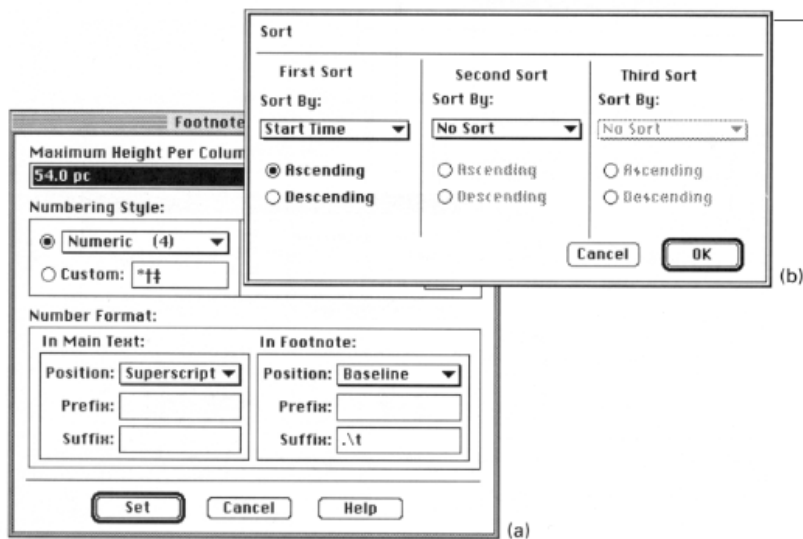 Sort
First Sort
Second Sort
Third Sort
Sort By:
Sort By:
Sort By:
Start Time
No Sort
No Sort
Ascending
Ascending
Ascending
Descending
Descending
Descending
Cancel
OK
(b)
Footnote
Maximum Height Per Colum
54.0 pc
Numbering Style:
Numeric (4)
Custom: *†‡
Number Format:
In Main Text:
In Footnote:
Position: Superscript
Position: Baseline
Prefix:
Prefix:
Suffix:
Suffix: .\t
Set
Cancel
Help
(a)